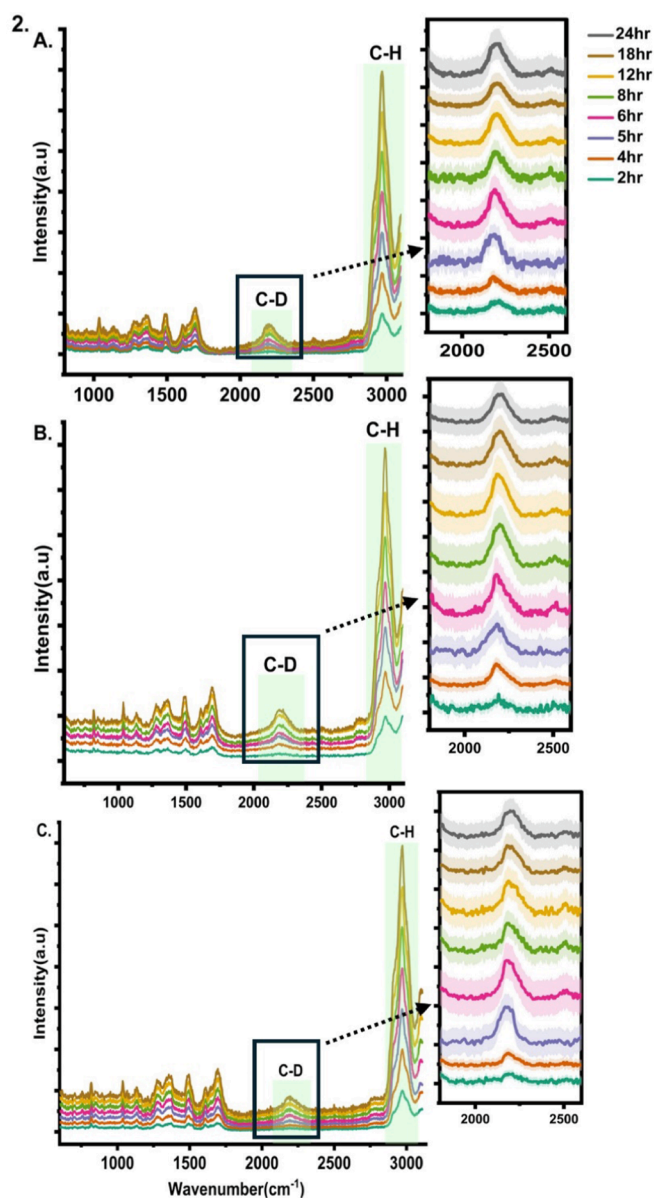 2.
A.
C-H
C-D
Intensity(a.u)
1000 1500 2000 2500 3000
2000 2500
24hr
18hr
12hr
8hr
6hr
5hr
4hr
2hr
B.
C-H
C-D
Intensity(a.u)
1000 1500 2000 2500 3000
2000 2500
C.
C-H
C-D
Intensity(a.u)
1000 1500 2000 2500 3000
2000 2500
Wavenumber(cm⁻¹)